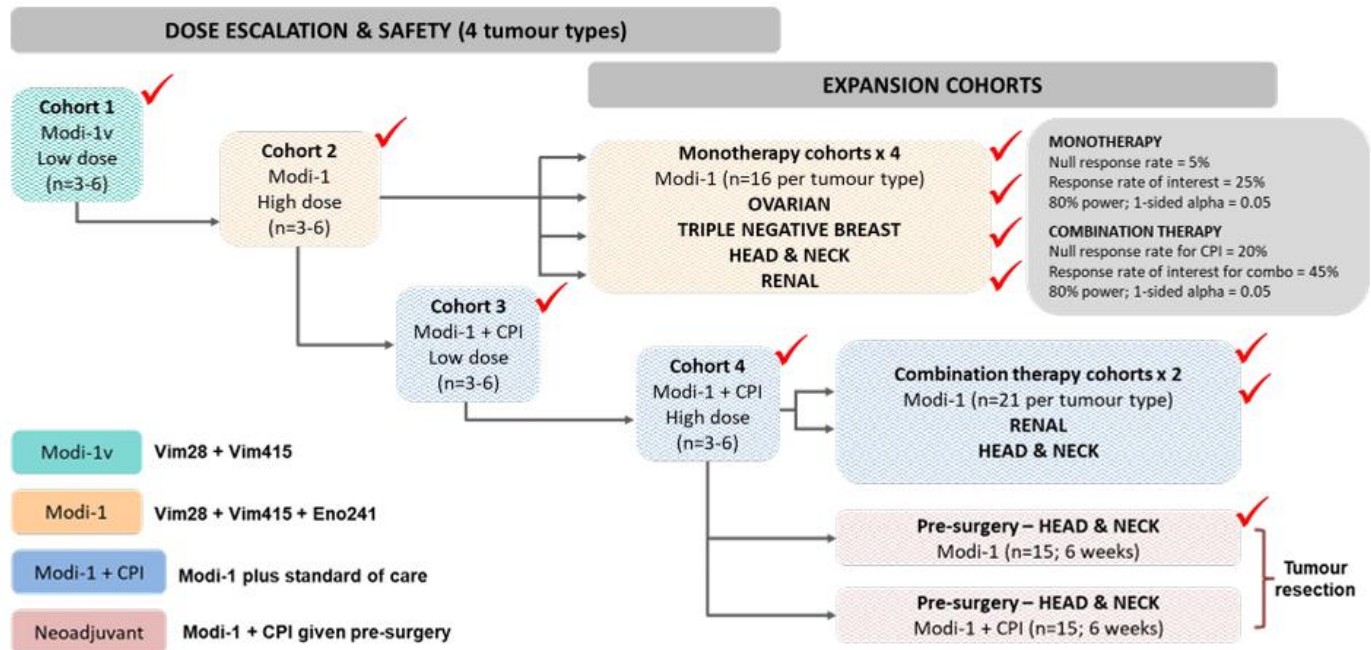 DOSE ESCALATION & SAFETY (4 tumour types)
EXPANSION COHORTS
Cohort 1
Modi-1v
Low dose
(n=3-6)
Cohort 2
Modi-1
High dose
(n=3-6)
Monotherapy cohorts x 4
Modi-1 (n=16 per tumour type)
OVARIAN
TRIPLE NEGATIVE BREAST
HEAD & NECK
RENAL
MONOTHERAPY
Null response rate = 5%
Response rate of interest = 25%
80% power; 1-sided alpha = 0.05
COMBINATION THERAPY
Null response rate for CPI = 20%
Response rate of interest for combo = 45%
80% power; 1-sided alpha = 0.05
Cohort 3
Modi-1 + CPI
Low dose
(n=3-6)
Cohort 4
Modi-1 + CPI
High dose
(n=3-6)
Combination therapy cohorts x 2
Modi-1 (n=21 per tumour type)
RENAL
HEAD & NECK
Modi-1v Vim28 + Vim415
Modi-1 Vim28 + Vim415 + Eno241
Modi-1 + CPI Modi-1 plus standard of care
Neoadjuvant Modi-1 + CPI given pre-surgery
Pre-surgery – HEAD & NECK
Modi-1 (n=15; 6 weeks)
Pre-surgery – HEAD & NECK
Modi-1 + CPI (n=15; 6 weeks)
Tumour
resection